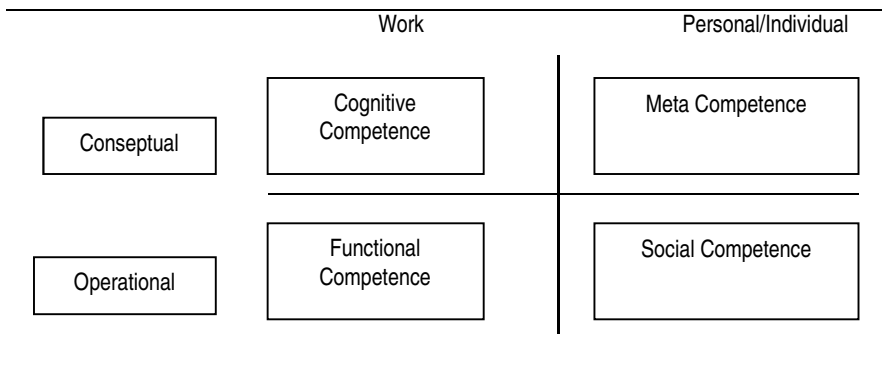 Work Personal/Individual
Conseptual
Cognitive
Competence
Meta Competence
Operational
Functional
Competence
Social Competence